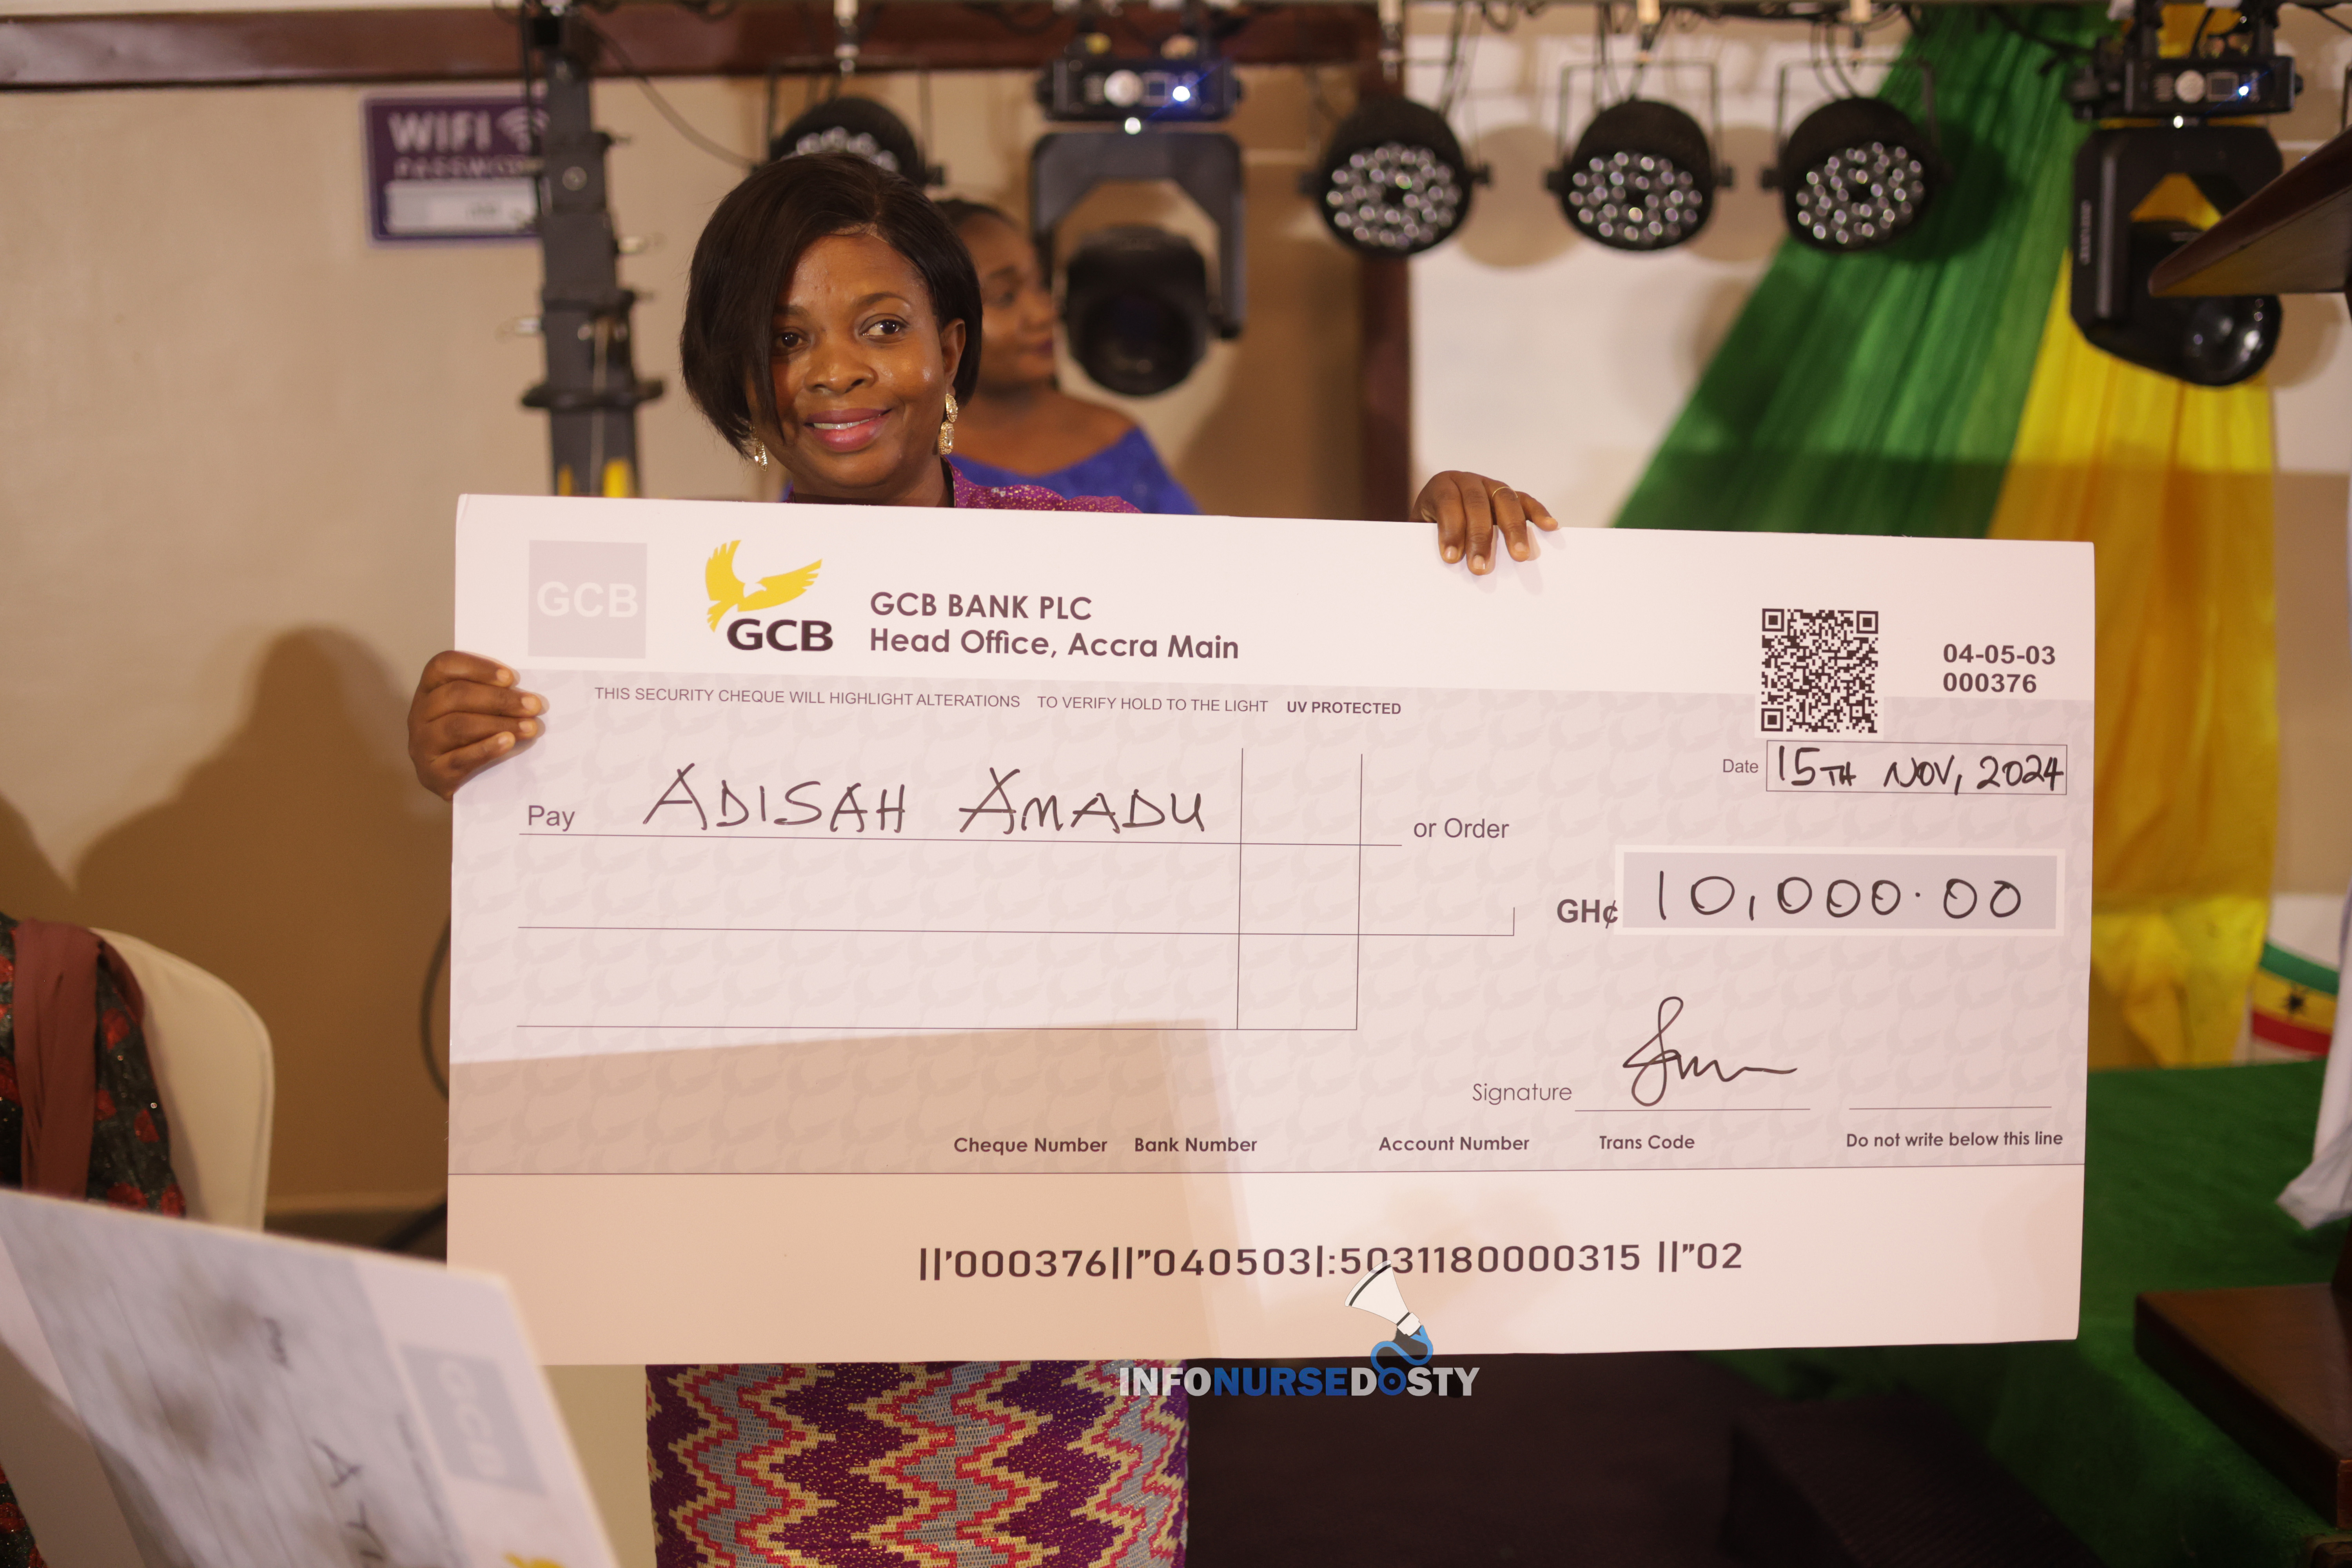 WIFI
PASSWORD
GCB
GCB
GCB BANK PLC
Head Office, Accra Main
04-05-03
000376
THIS SECURITY CHEQUE WILL HIGHLIGHT ALTERATIONS TO VERIFY HOLD TO THE LIGHT UV PROTECTED
Date 15TH NOV, 2024
Pay ADISAH AMADU or Order
GH¢ 10,000.00
Signature
Cheque Number Bank Number Account Number Trans Code Do not write below this line
||'000376||"040503|:5031180000315 ||"02
INFONURSEDOSTY
GCB
Pay